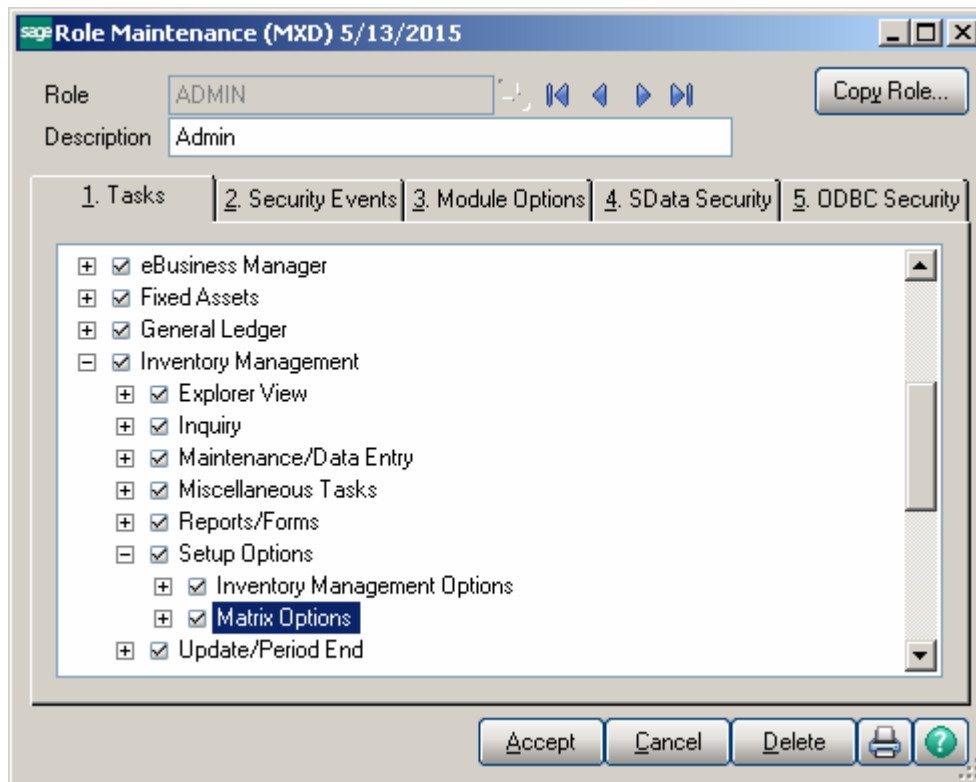 sage Role Maintenance (MXD) 5/13/2015
Role ADMIN Copy Role...
Description Admin
1. Tasks 2. Security Events 3. Module Options 4. SData Security 5. ODBC Security
eBusiness Manager
Fixed Assets
General Ledger
Inventory Management
Explorer View
Inquiry
Maintenance/Data Entry
Miscellaneous Tasks
Reports/Forms
Setup Options
Inventory Management Options
Matrix Options
Update/Period End
Accept Cancel Delete ?